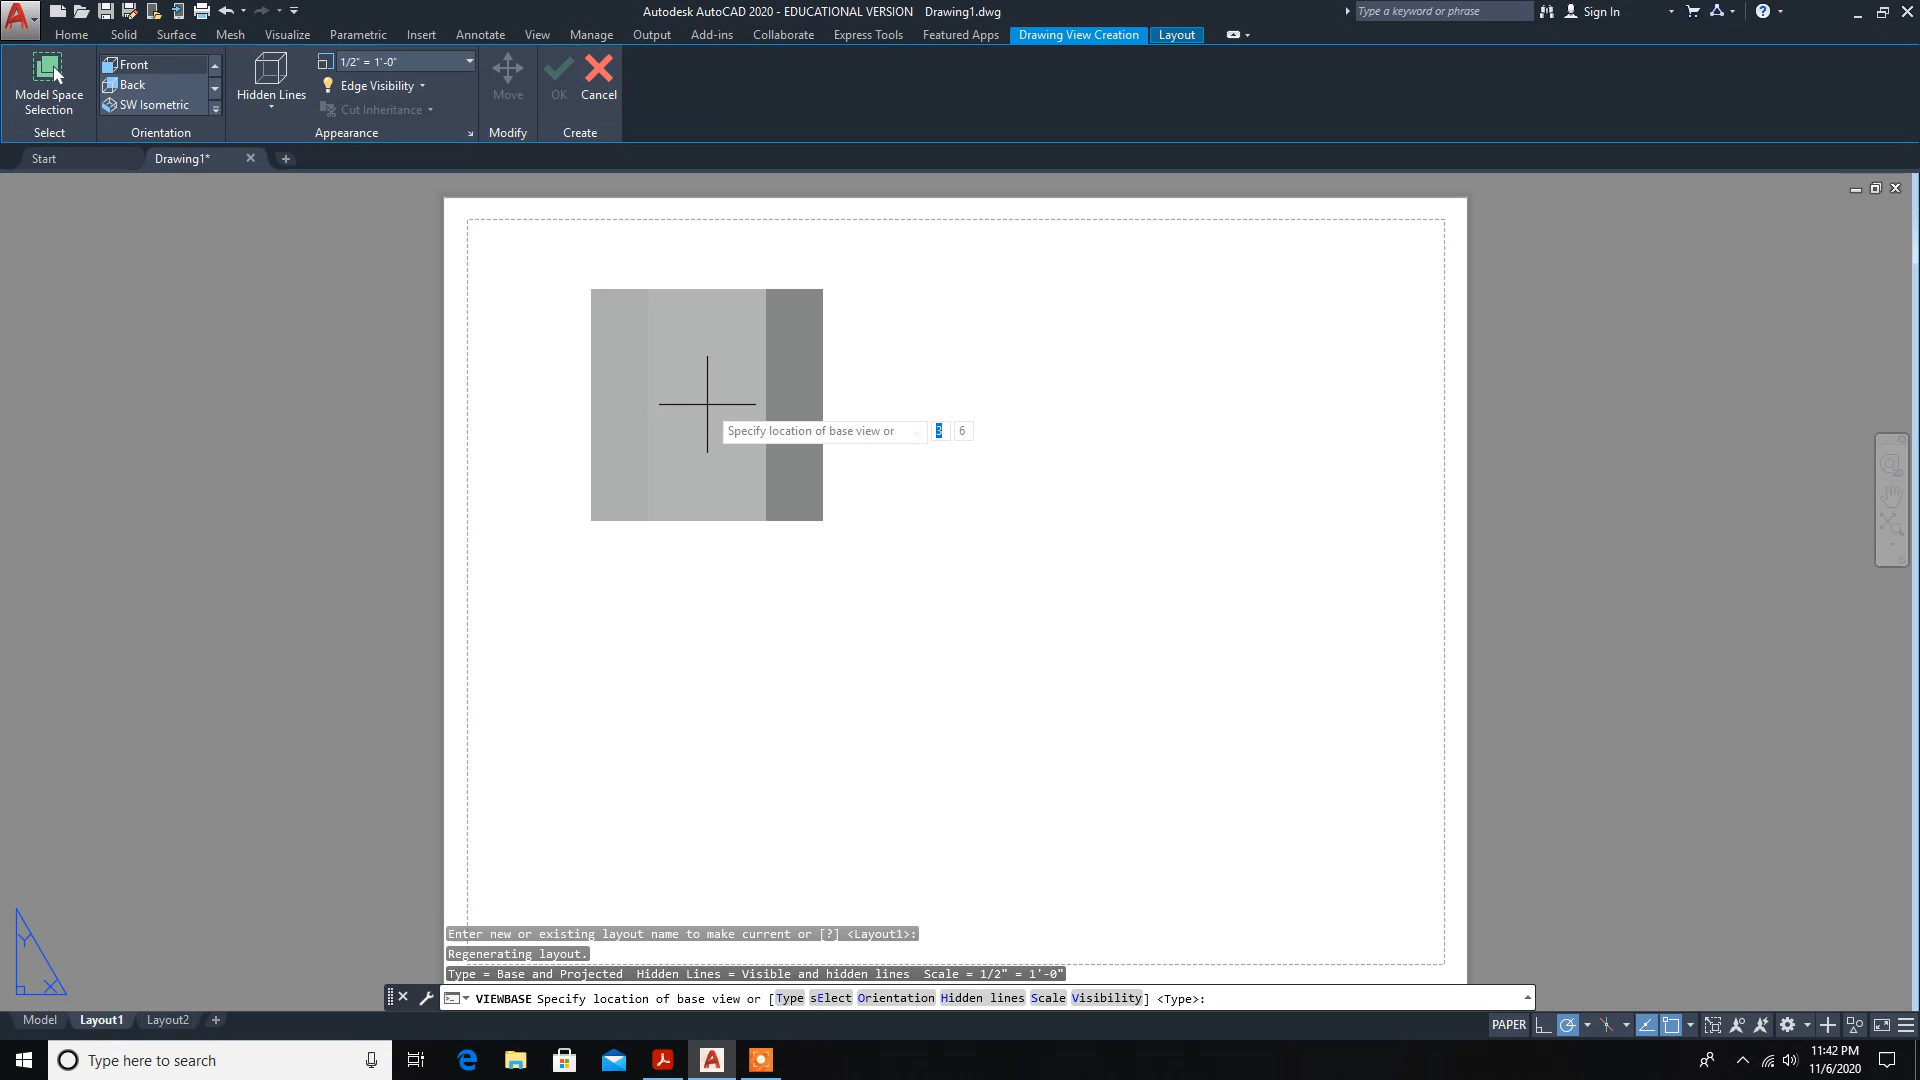 Autodesk AutoCAD 2020 - EDUCATIONAL VERSION Drawing1.dwg
Type a keyword or phrase
Sign In
Home Solid Surface Mesh Visualize Parametric Insert Annotate View Manage Output Add-ins Collaborate Express Tools Featured Apps Drawing View Creation Layout
Model Space Selection
Select
Front
Back
SW Isometric
Orientation
Hidden Lines
1/2" = 1'-0"
Edge Visibility
Cut Inheritance
Appearance
Move
Modify
OK
Cancel
Create
Start
Drawing1*
Specify location of base view or 3 6
Y
X
Enter new or existing layout name to make current or [?] <Layout1>:
Regenerating layout.
Type = Base and Projected Hidden Lines = Visible and hidden lines Scale = 1/2" = 1'-0"
VIEWBASE Specify location of base view or [Type sElect Orientation Hidden lines Scale Visibility] <Type>:
Model Layout1 Layout2
PAPER
Type here to search
11:42 PM
11/6/2020